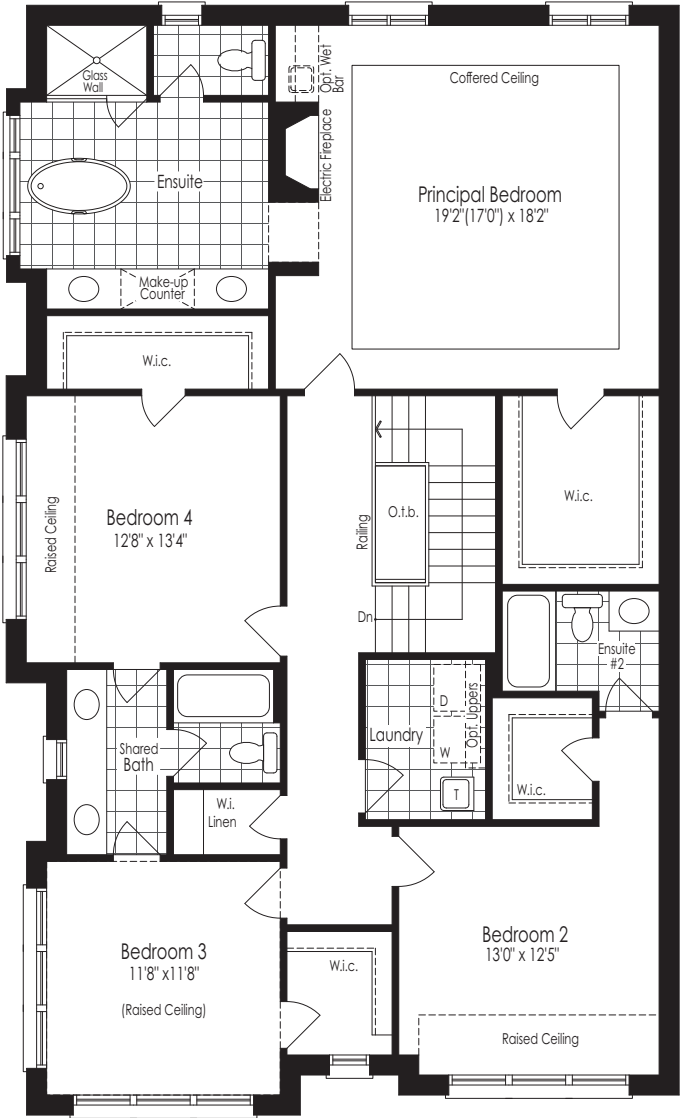 Glass
Wall
Opt. Wet
Bar
Coffered Ceiling
Electric Fireplace
Ensuite
Principal Bedroom
19'2"(17'0") x 18'2"
Make-up
Counter
W.i.c.
Raised Ceiling
Bedroom 4
12'8" x 13'4"
Railing
O.t.b.
W.i.c.
Dn.
Ensuite
#2
Shared
Bath
Laundry
D
W
Opt. Uppers
T
W.i.c.
W.i.
Linen
Bedroom 3
11'8" x11'8"
(Raised Ceiling)
W.i.c.
Bedroom 2
13'0" x 12'5"
Raised Ceiling